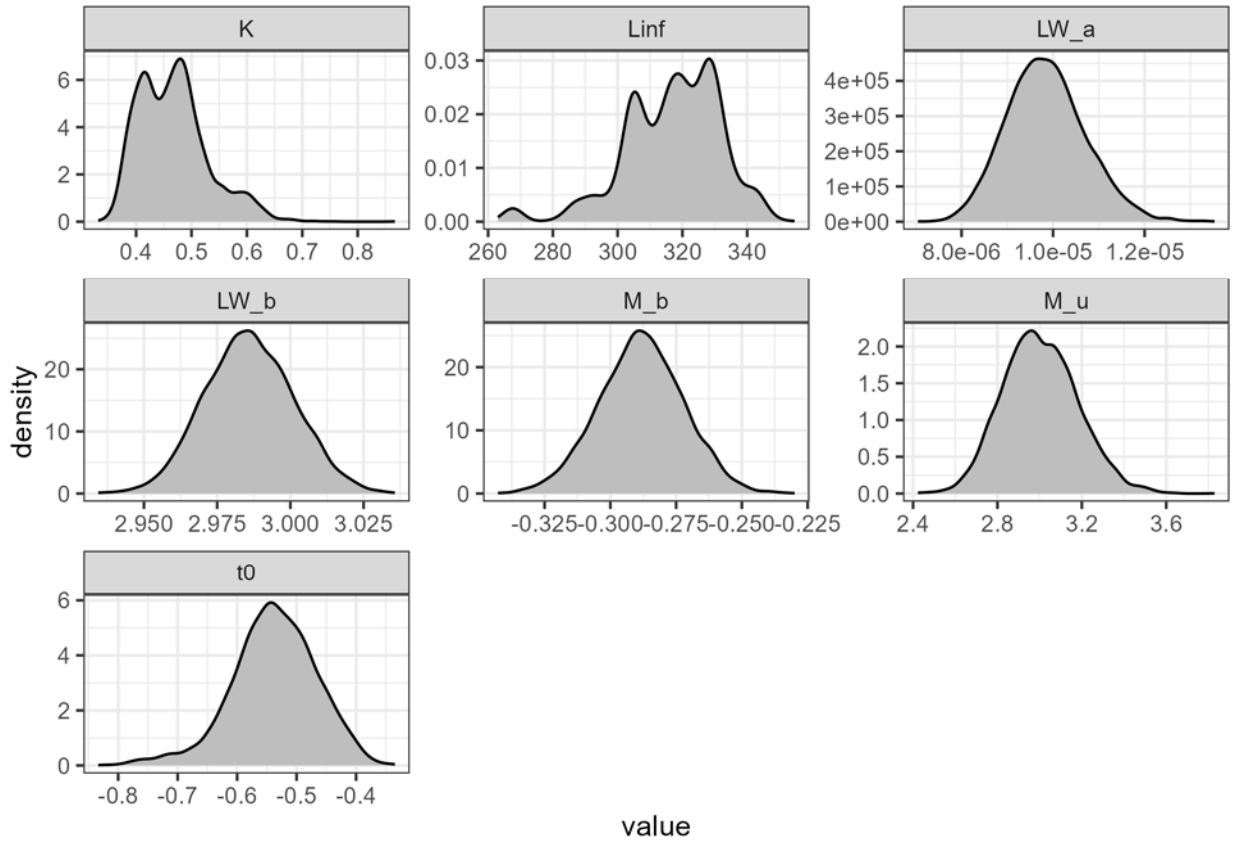 K
Linf
LW_a
6
4
2
0
0.03
0.02
0.01
0.00
4e+05
3e+05
2e+05
1e+05
0e+00
0.4 0.5 0.6 0.7 0.8
260 280 300 320 340
8.0e-06 1.0e-05 1.2e-05
LW_b
M_b
M_u
density
20
10
0
20
10
0
2.0
1.5
1.0
0.5
0.0
2.950 2.975 3.000 3.025
-0.325 -0.300 -0.275 -0.250 -0.225
2.4 2.8 3.2 3.6
t0
6
4
2
0
-0.8 -0.7 -0.6 -0.5 -0.4
value